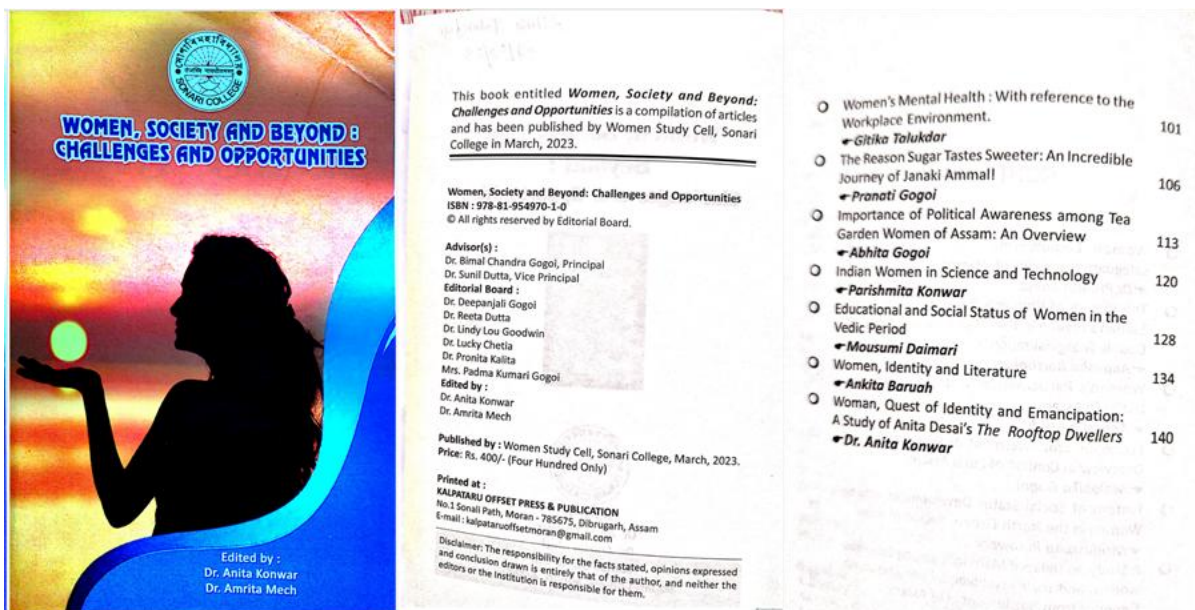 সোণাৰি মহাবিদ্যালয়
SONARI COLLEGE
WOMEN, SOCIETY AND BEYOND :
CHALLENGES AND OPPORTUNITIES
Edited by :
Dr. Anita Konwar
Dr. Amrita Mech
This book entitled Women, Society and Beyond:
Challenges and Opportunities is a compilation of articles
and has been published by Women Study Cell, Sonari
College in March, 2023.
Women, Society and Beyond: Challenges and Opportunities
ISBN : 978-81-954970-1-0
© All rights reserved by Editorial Board.
Advisor(s) :
Dr. Bimal Chandra Gogoi, Principal
Dr. Sunil Dutta, Vice Principal
Editorial Board :
Dr. Deepanjali Gogoi
Dr. Reeta Dutta
Dr. Lindy Lou Goodwin
Dr. Lucky Chetia
Dr. Pronita Kalita
Mrs. Padma Kumari Gogoi
Edited by :
Dr. Anita Konwar
Dr. Amrita Mech
Published by : Women Study Cell, Sonari College, March, 2023.
Price: Rs. 400/- (Four Hundred Only)
Printed at :
KALPATARU OFFSET PRESS & PUBLICATION
No.1 Sonali Path, Moran - 785675, Dibrugarh, Assam
E-mail : kalpataruoffsetmoran@gmail.com
Disclaimer: The responsibility for the facts stated, opinions expressed
and conclusion drawn is entirely that of the author, and neither the
editors or the Institution is responsible for them.
Women's Mental Health : With reference to the
Workplace Environment. 101
Gitika Talukdar
The Reason Sugar Tastes Sweeter: An Incredible
Journey of Janaki Ammal! 106
Pranati Gogoi
Importance of Political Awareness among Tea
Garden Women of Assam: An Overview 113
Abhita Gogoi
Indian Women in Science and Technology 120
Parishmita Konwar
Educational and Social Status of Women in the
Vedic Period 128
Mousumi Daimari
Women, Identity and Literature 134
Ankita Baruah
Woman, Quest of Identity and Emancipation:
A Study of Anita Desai's The Rooftop Dwellers 140
Dr. Anita Konwar